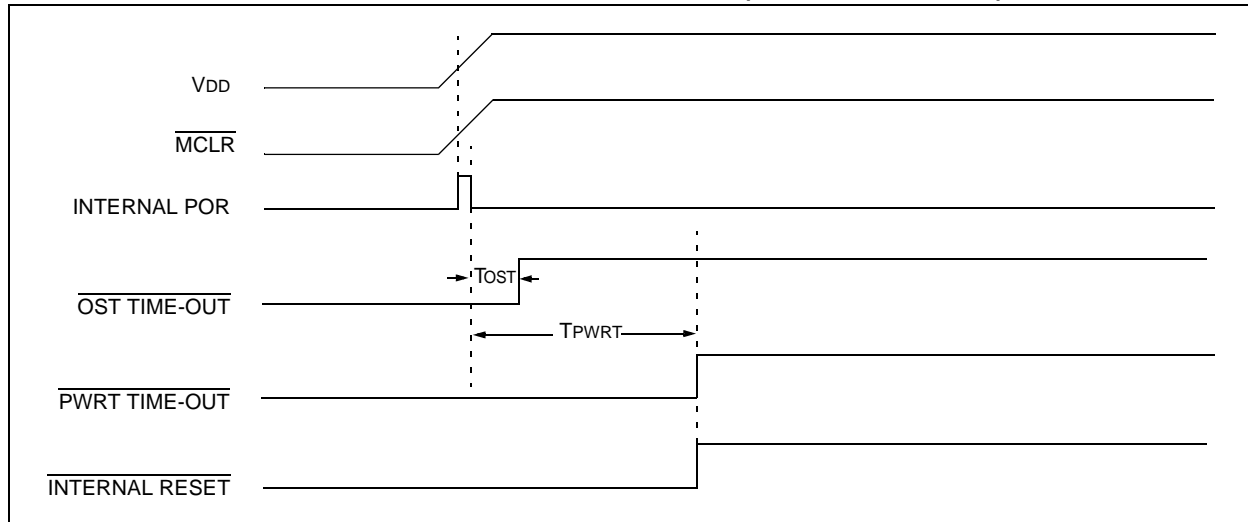 VDD
MCLR
INTERNAL POR
TOST
OST TIME-OUT
TPWRT
PWRT TIME-OUT
INTERNAL RESET